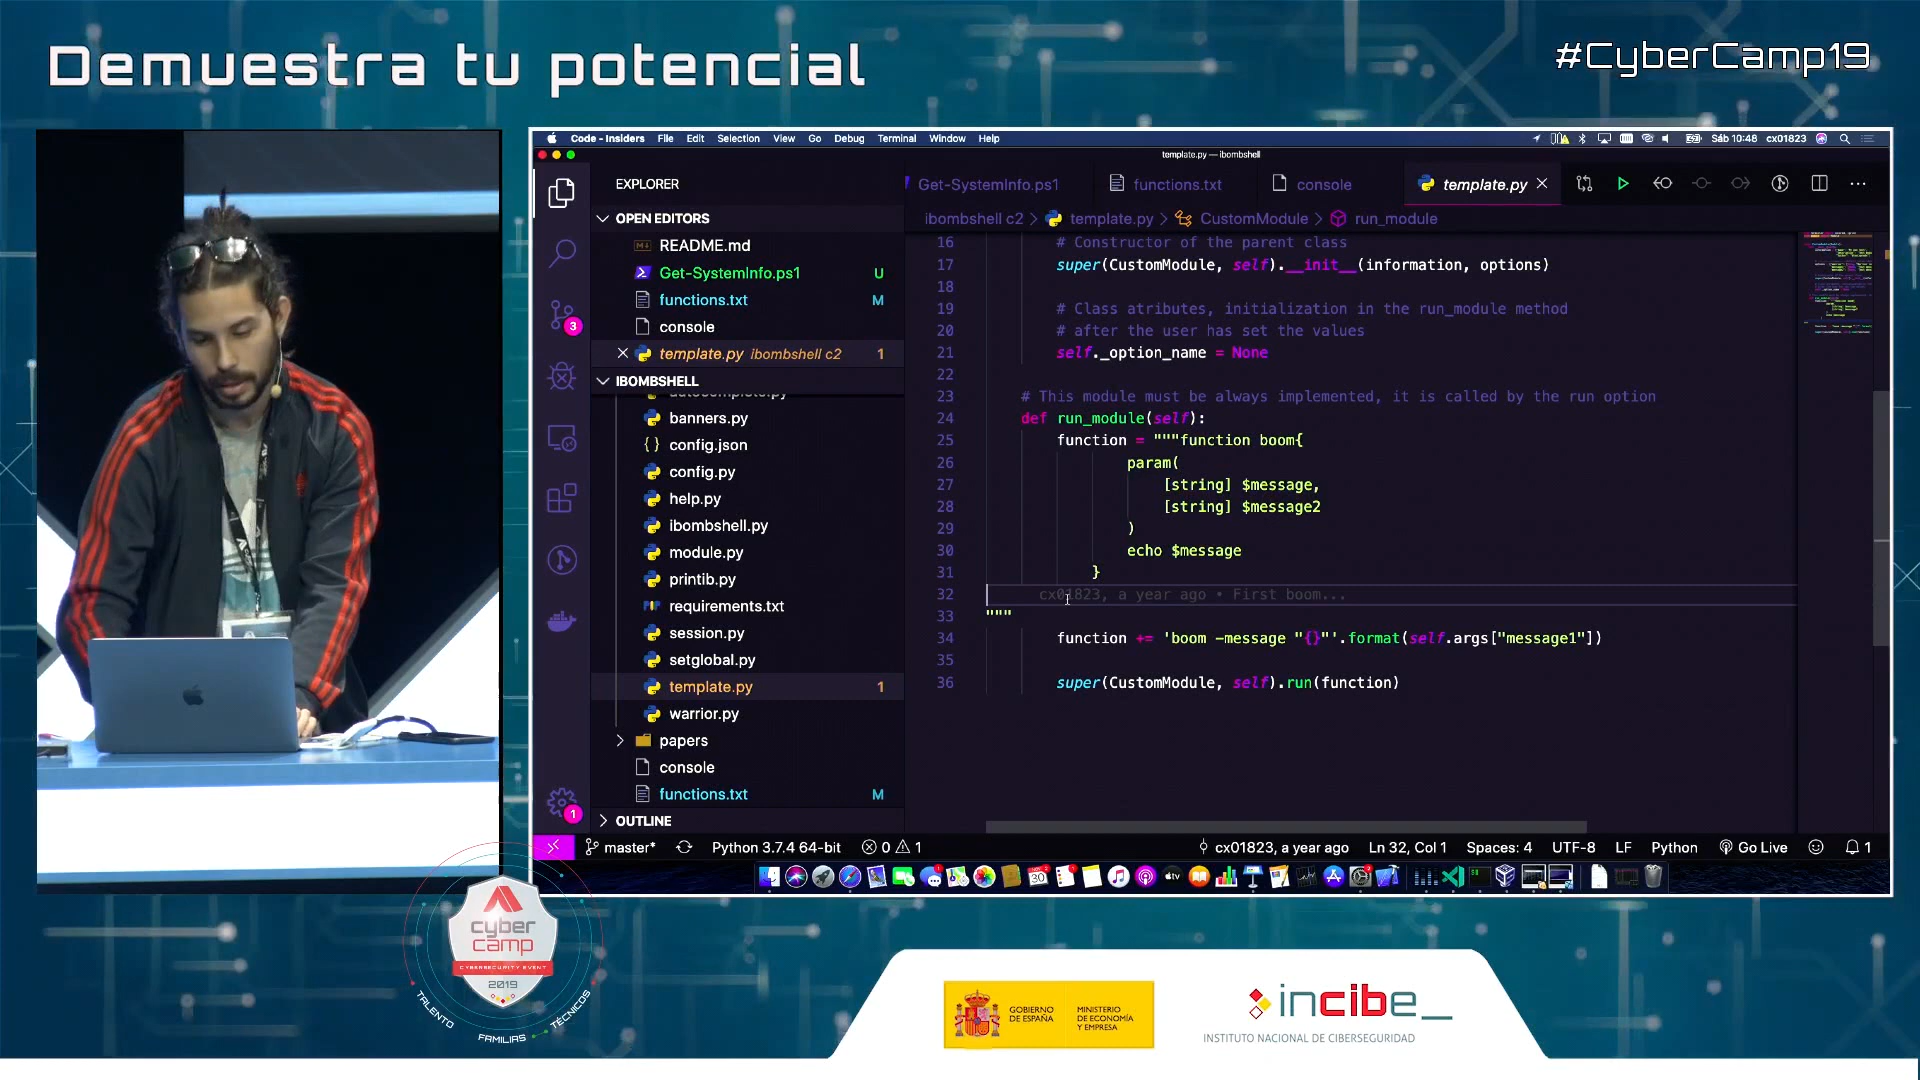 Demuestra tu potencial
#CyberCamp19
Code - Insiders File Edit Selection View Go Debug Terminal Window Help
Sáb 10:48 cx01823
template.py — ibombshell
EXPLORER
OPEN EDITORS
README.md
Get-SystemInfo.ps1 U
functions.txt M
console
template.py ibombshell c2 1
IBOMBSHELL
banners.py
config.json
config.py
help.py
ibombshell.py
module.py
printib.py
requirements.txt
session.py
setglobal.py
template.py 1
warrior.py
papers
console
functions.txt M
OUTLINE
3
1
Get-SystemInfo.ps1 functions.txt console template.py
ibombshell c2 > template.py > CustomModule > run_module
16 # Constructor of the parent class
17 super(CustomModule, self).__init__(information, options)
18
19 # Class atributes, initialization in the run_module method
20 # after the user has set the values
21 self._option_name = None
22
23 # This module must be always implemented, it is called by the run option
24 def run_module(self):
25 function = """function boom{
26 param(
27 [string] $message,
28 [string] $message2
29 )
30 echo $message
31 }
32 cx01823, a year ago • First boom...
33 """
34 function += 'boom -message "{}"'.format(self.args["message1"])
35
36 super(CustomModule, self).run(function)
master* Python 3.7.4 64-bit 0 1 cx01823, a year ago Ln 32, Col 1 Spaces: 4 UTF-8 LF Python Go Live 1
cyber
camp
CYBERSECURITY EVENT
2019
TALENTO
FAMILIAS
TÉCNICOS
GOBIERNO
DE ESPAÑA
MINISTERIO
DE ECONOMÍA
Y EMPRESA
incibe_
INSTITUTO NACIONAL DE CIBERSEGURIDAD